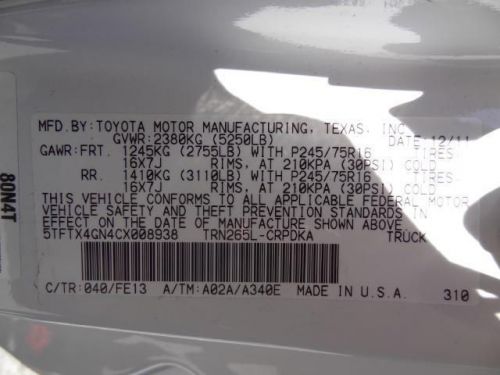 MFD.BY:TOYOTA MOTOR MANUFACTURING, TEXAS, INC.
GVWR:2380KG (5250LB) DATE:12/11
GAWR:FRT. 1245KG (2755LB) WITH P245/75R16 TIRES
16X7J RIMS, AT 210KPA (30PSI) COLD
RR. 1410KG (3110LB) WITH P245/75R16 TIRES
16X7J RIMS, AT 210KPA (30PSI) COLD
THIS VEHICLE CONFORMS TO ALL APPLICABLE FEDERAL MOTOR
VEHICLE SAFETY STANDARDS IN
EFFECT ON THE DATE OF MANUFACTURE SHOWN ABOVE.
5TFTX4GN4CX008938 TRN265L-CRPDKA TRUCK
C/TR:040/FE13 A/TM:A02A/A340E MADE IN U.S.A. 310
80N4T